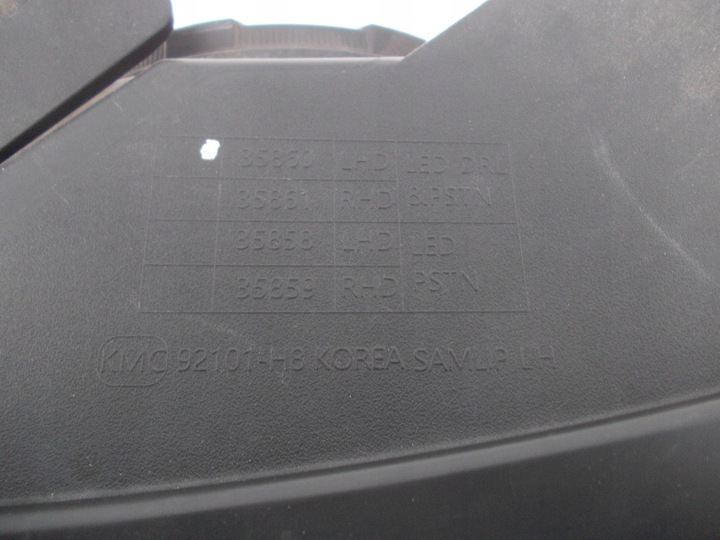 35860 LHD LED DRL
35861 RHD &PSTN
35858 LHD LED
35859 RHD PSTN
KMC 92101-H8 KOREA SAMLIP LH